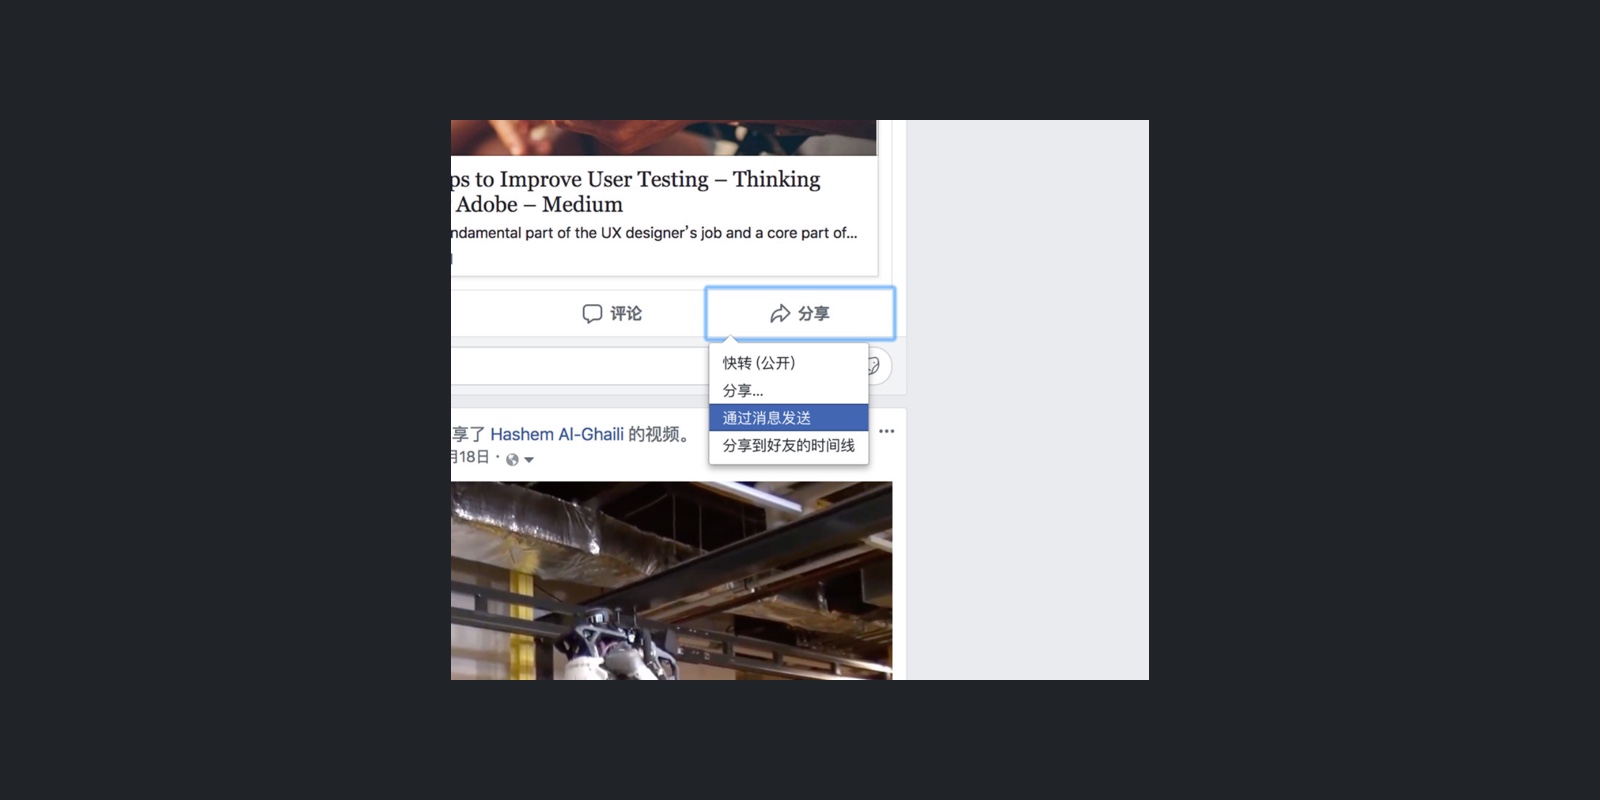 ps to Improve User Testing – Thinking
Adobe – Medium
ndamental part of the UX designer's job and a core part of...
评论
分享
快转 (公开)
分享...
通过消息发送
分享到好友的时间线
享了 Hashem Al-Ghaili 的视频。
月18日 ·